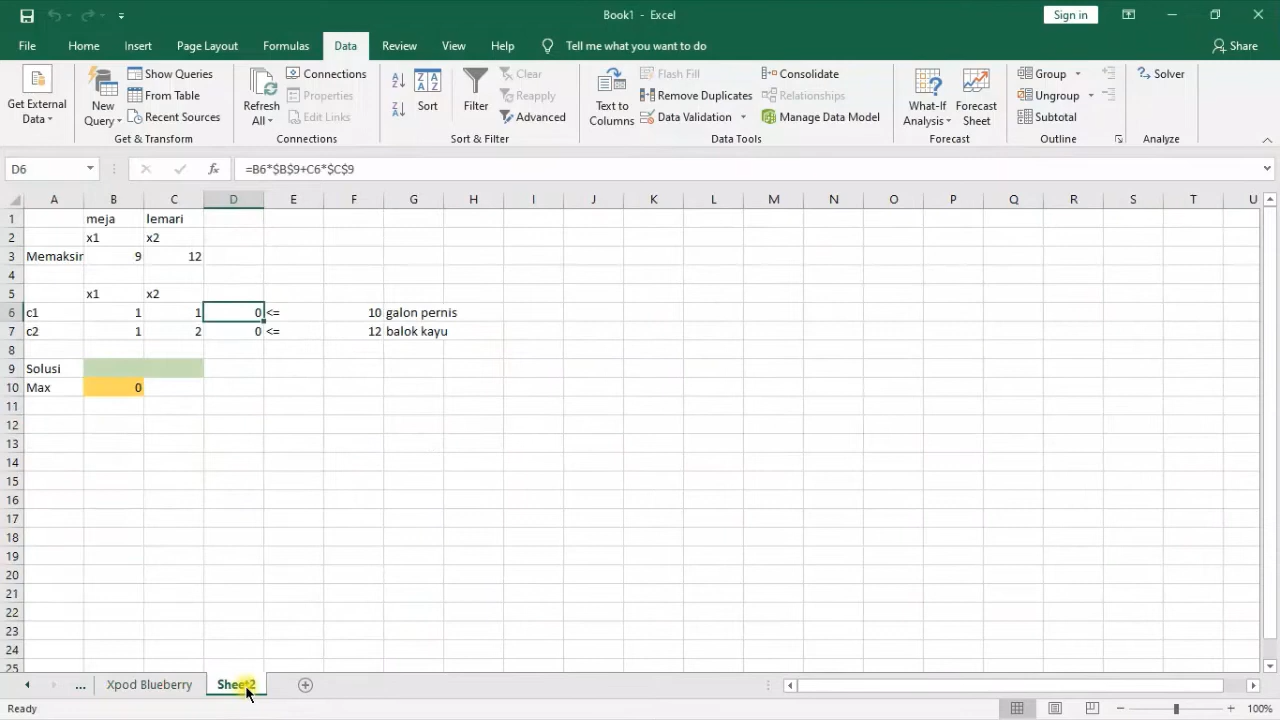 Book1 - Excel
Sign in
File Home Insert Page Layout Formulas Data Review View Help Tell me what you want to do Share
Get External Data
New Query
Show Queries
From Table
Recent Sources
Get & Transform
Refresh All
Connections
Properties
Edit Links
Connections
Sort
Filter
Clear
Reapply
Advanced
Sort & Filter
Text to Columns
Flash Fill
Remove Duplicates
Data Validation
Consolidate
Relationships
Manage Data Model
Data Tools
What-If Analysis
Forecast Sheet
Forecast
Group
Ungroup
Subtotal
Outline
Solver
Analyze
D6 fx =B6*$B$9+C6*$C$9
A B C D E F G H I J K L M N O P Q R S T U
1 meja lemari
2 x1 x2
3 Memaksir 9 12
4
5 x1 x2
6 c1 1 1 0 <= 10 galon pernis
7 c2 1 2 0 <= 12 balok kayu
8
9 Solusi
10 Max 0
11
12
13
14
15
16
17
18
19
20
21
22
23
24
25
... Xpod Blueberry Sheet2
Ready 100%